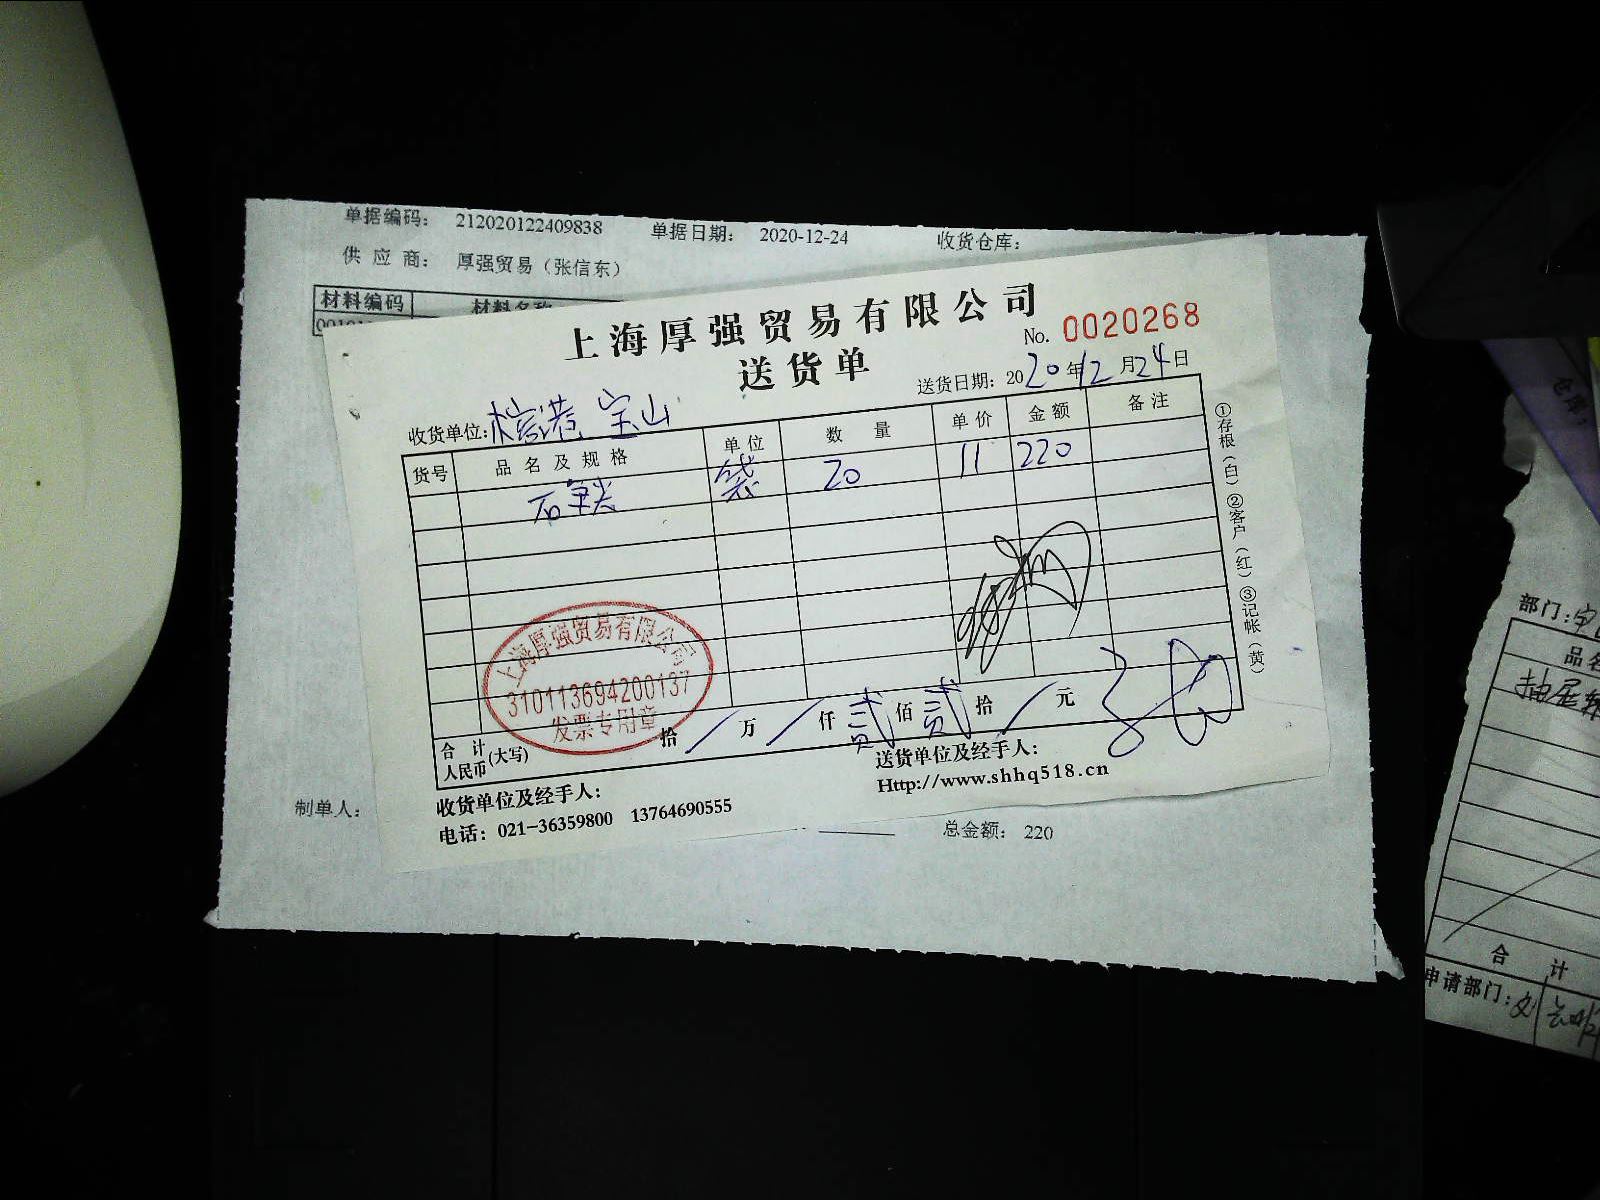 单据编码： 212020122409838 单据日期： 2020-12-24 收货仓库：
供 应 商： 厚强贸易（张信东）
材料编码 材料名称
上海厚强贸易有限公司
No. 0020268
送货单
送货日期：2020年12月24日
收货单位： 宝山
货号 品名及规格 单位 数量 单价 金额 备注
袋 20 11 220
①存根（白）②客户（红）③记帐（黄）
上海厚强贸易有限公司
310113694200137
发票专用章
合计人民币(大写) 拾 / 万 / 仟 贰 佰 贰 拾 / 元
收货单位及经手人： 送货单位及经手人：
电话：021-36359800 13764690555 Http://www.shhq518.cn
制单人： 总金额： 220
仓库：
部门：
品名
合 计
申请部门：